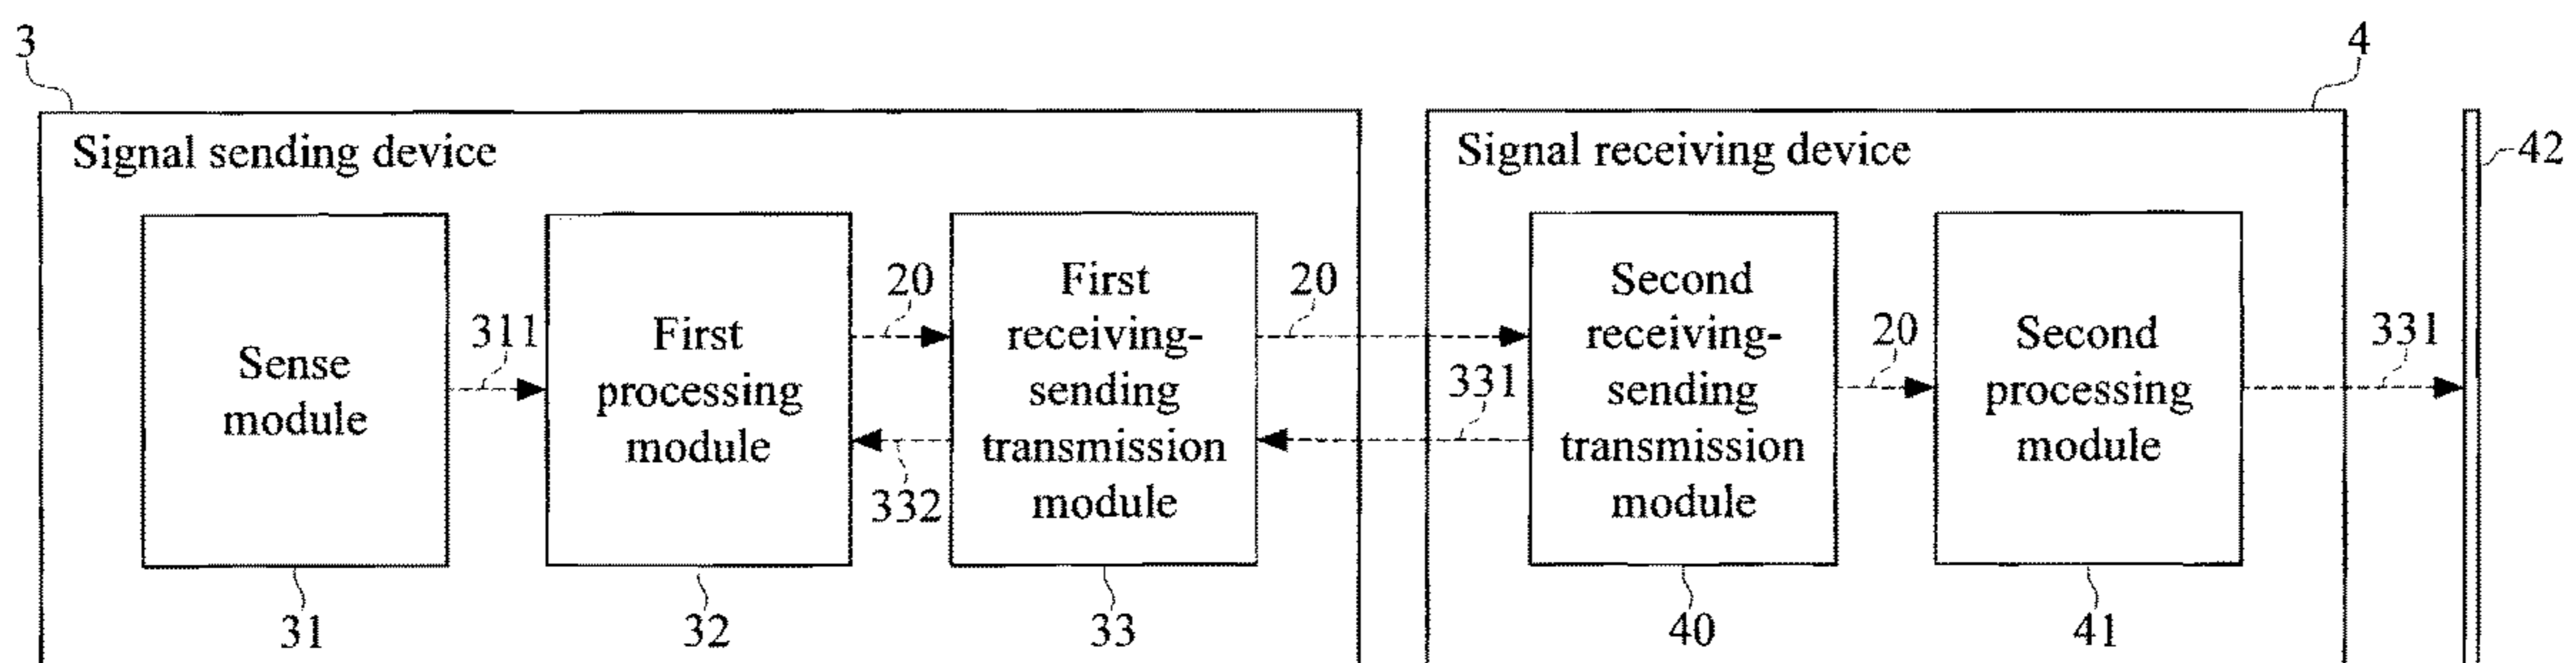 3
4
Signal sending device
Signal receiving device
42
Sense
module
311
First
processing
module
20
332
First
receiving-
sending
transmission
module
20
331
Second
receiving-
sending
transmission
module
20
Second
processing
module
331
31
32
33
40
41